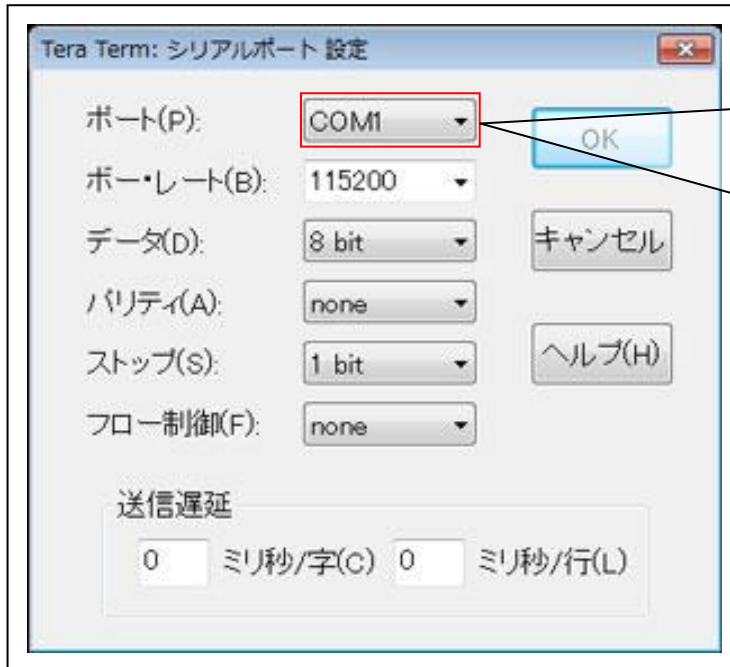 Tera Term: シリアルポート 設定
ポート(P): COM1 OK
ボー・レート(B): 115200
データ(D): 8 bit キャンセル
パリティ(A): none
ストップ(S): 1 bit ヘルプ(H)
フロー制御(F): none
送信遅延
0 ミリ秒/字(C) 0 ミリ秒/行(L)